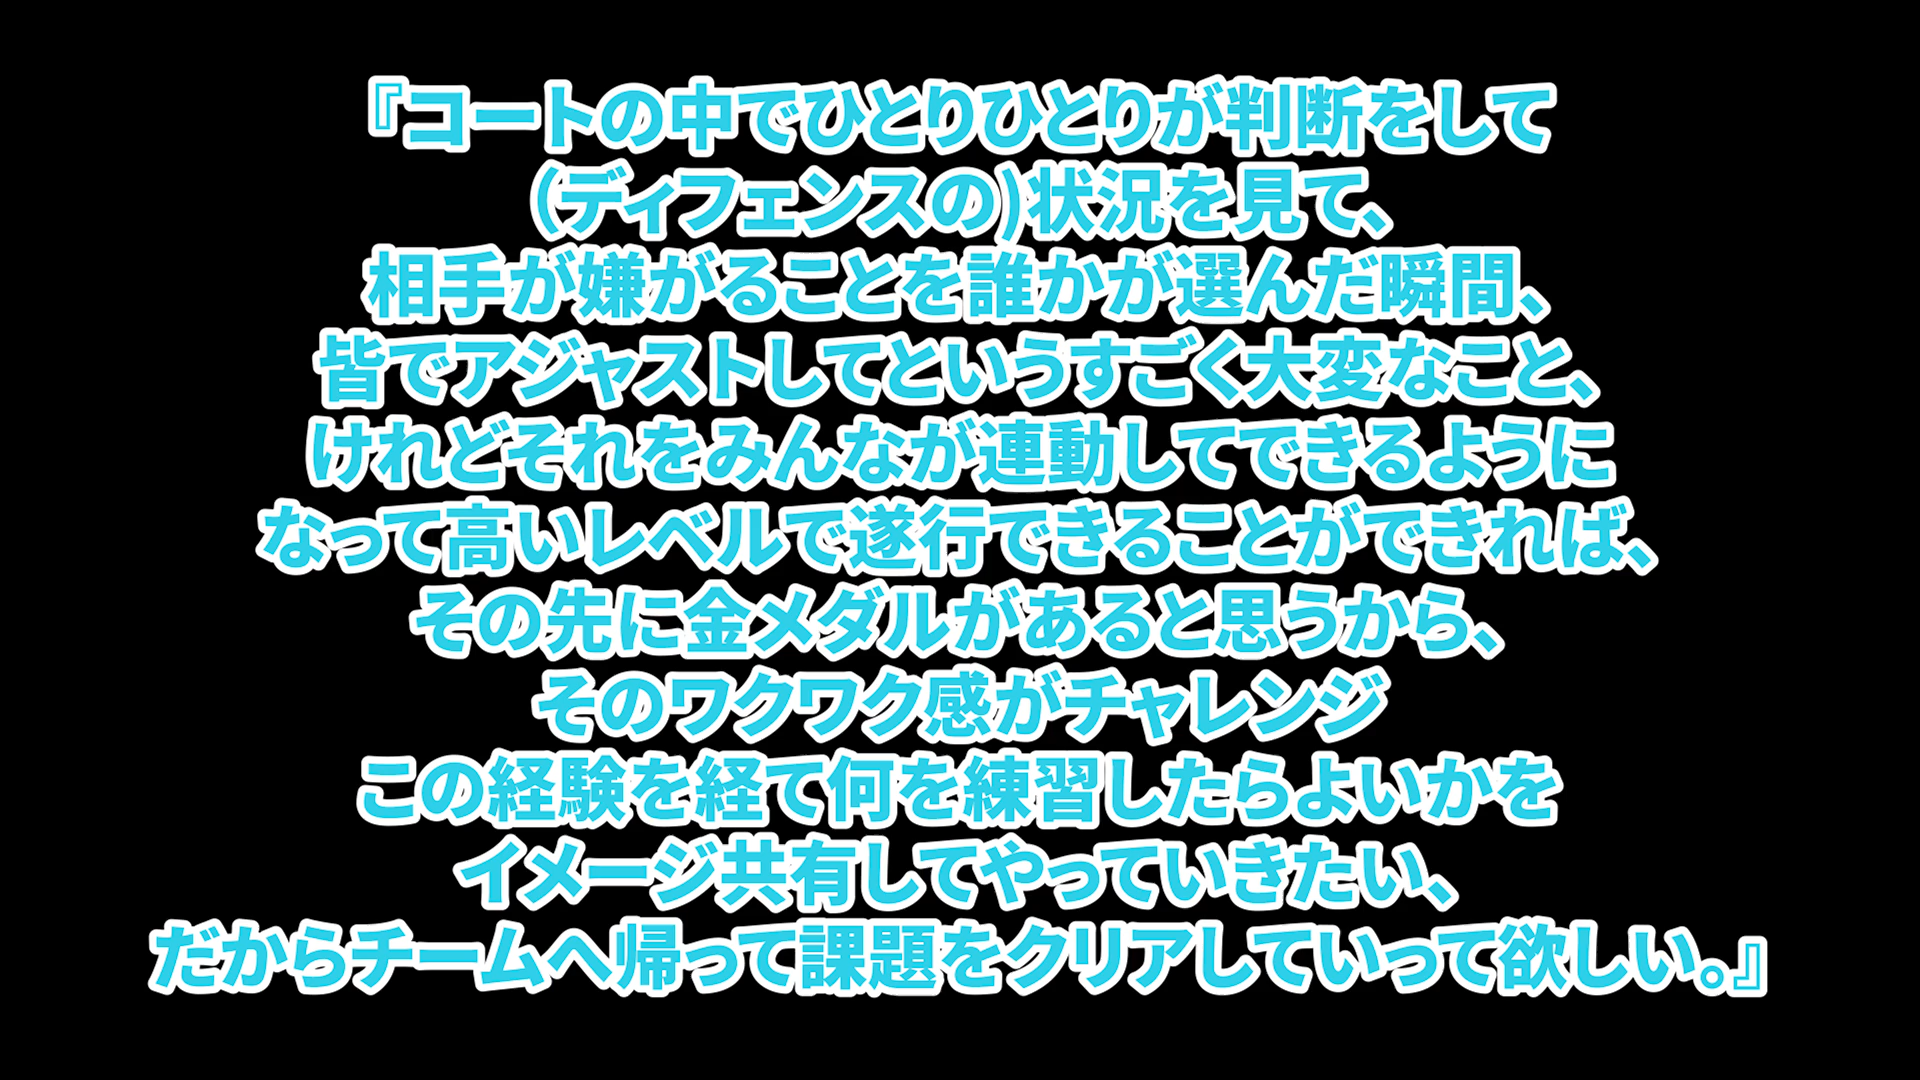 『コートの中でひとりひとりが判断をして
(ディフェンスの)状況を見て、
相手が嫌がることを誰かが選んだ瞬間、
皆でアジャストしてというすごく大変なこと、
けれどそれをみんなが連動してできるように
なって高いレベルで遂行できることができれば、
その先に金メダルがあると思うから、
そのワクワク感がチャレンジ
この経験を経て何を練習したらよいかを
イメージ共有してやっていきたい、
だからチームへ帰って課題をクリアしていって欲しい。』